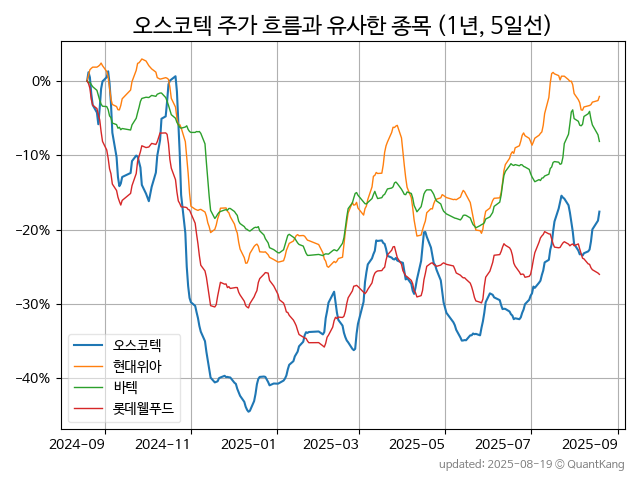 오스코텍 주가 흐름과 유사한 종목 (1년, 5일선)
0%
−10%
−20%
−30%
−40%
오스코텍
현대위아
바텍
롯데웰푸드
2024-09 2024-11 2025-01 2025-03 2025-05 2025-07 2025-09
updated: 2025-08-19 © QuantKang